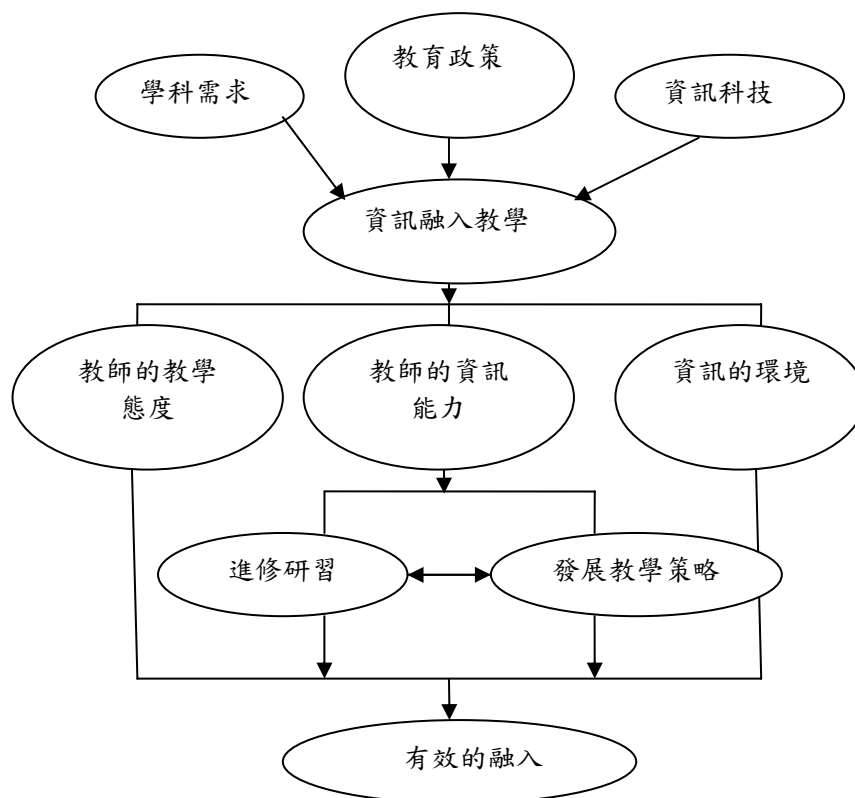 教育政策
學科需求
資訊科技
資訊融入教學
教師的教學
態度
教師的資訊
能力
資訊的環境
進修研習
發展教學策略
有效的融入